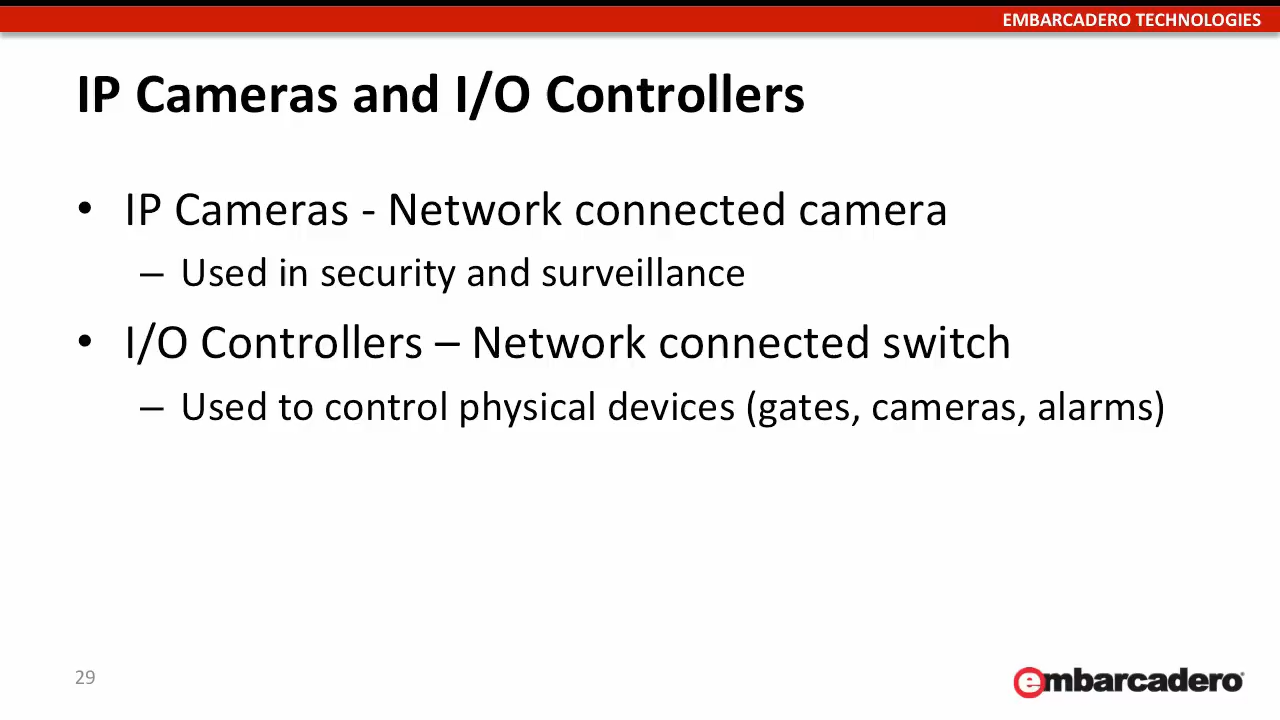 EMBARCADERO TECHNOLOGIES
IP Cameras and I/O Controllers
• IP Cameras - Network connected camera
– Used in security and surveillance
• I/O Controllers – Network connected switch
– Used to control physical devices (gates, cameras, alarms)
29
embarcadero